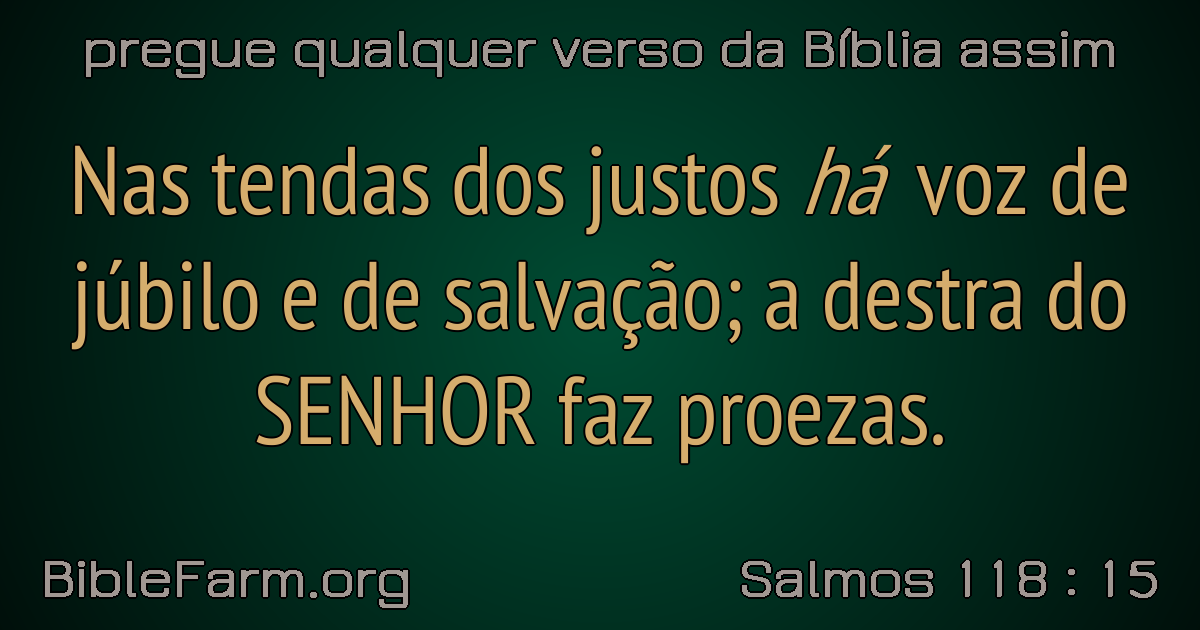 pregue qualquer verso da Bíblia assim
Nas tendas dos justos há voz de
júbilo e de salvação; a destra do
SENHOR faz proezas.
BibleFarm.org
Salmos 118 : 15